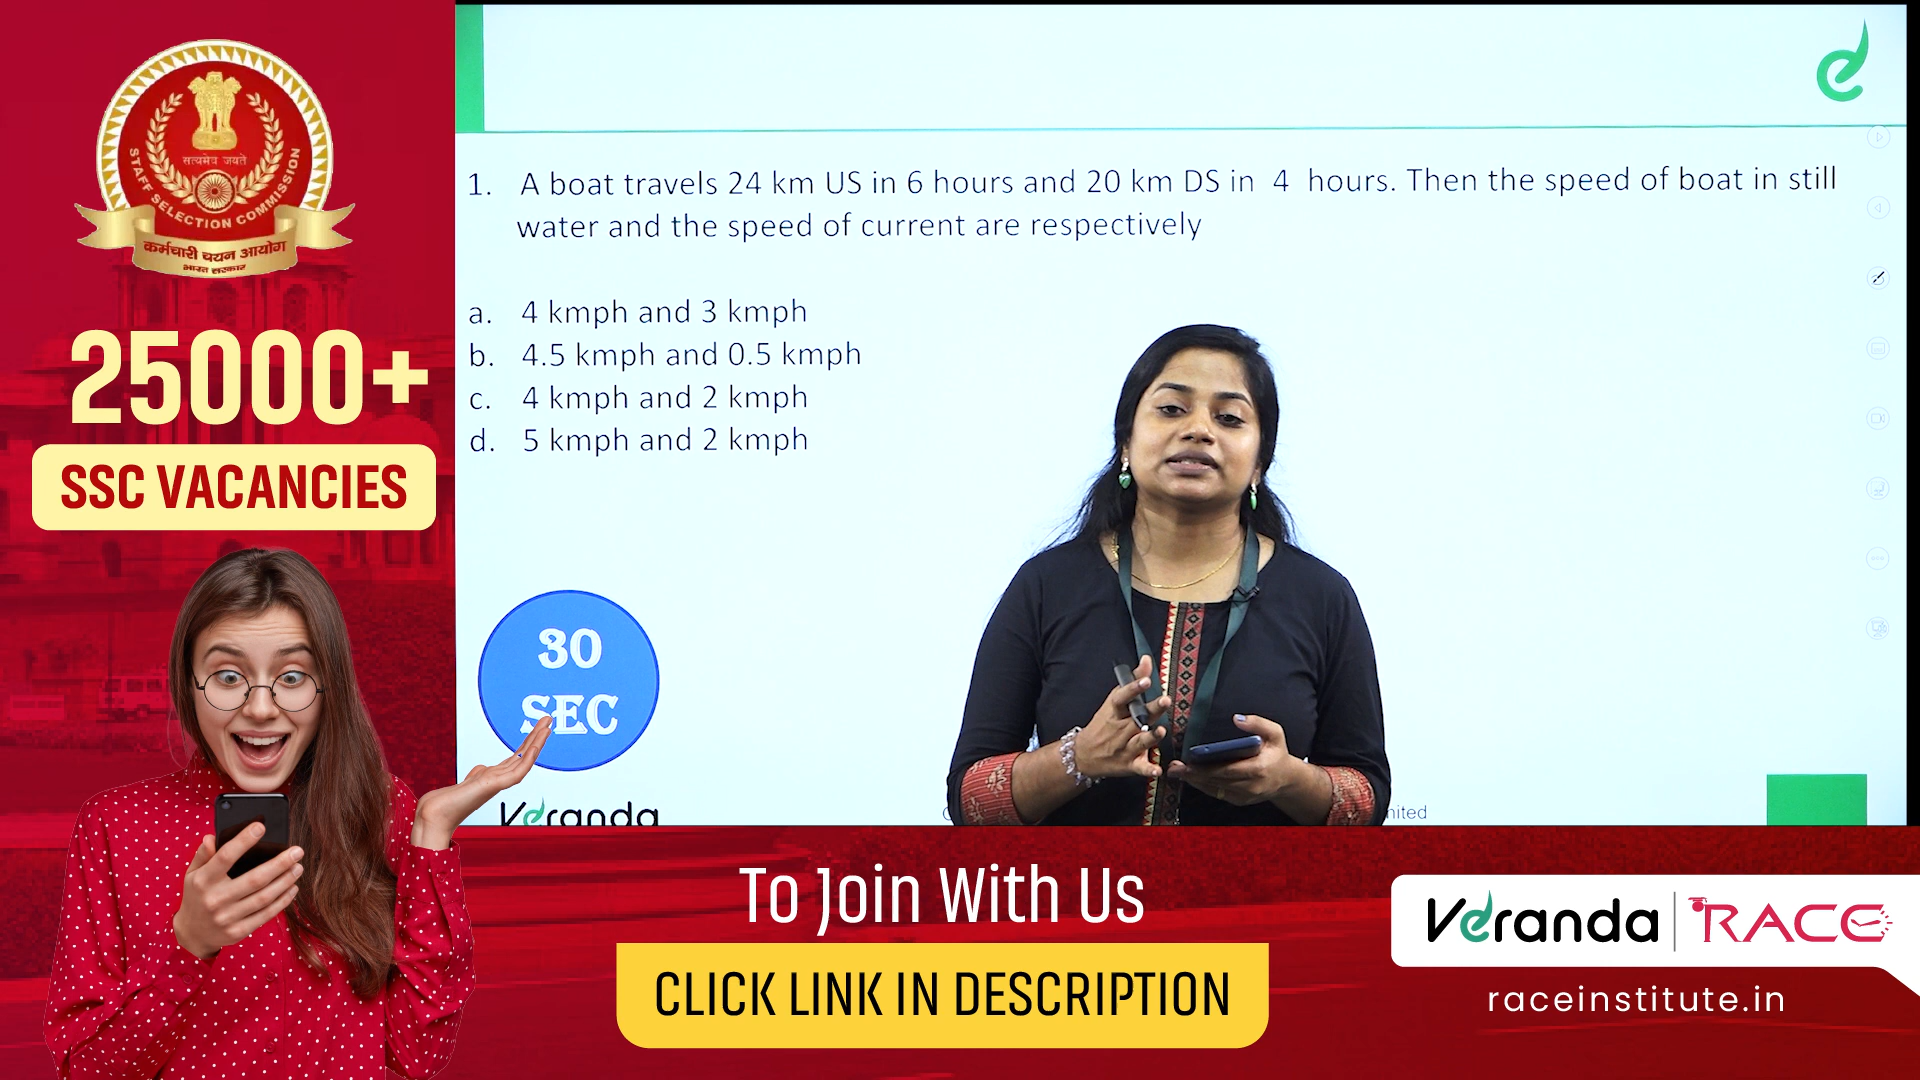 सत्यमेव जयते
STAFF SELECTION COMMISSION
कर्मचारी चयन आयोग
भारत सरकार
25000+
SSC VACANCIES
1. A boat travels 24 km US in 6 hours and 20 km DS in 4 hours. Then the speed of boat in still
water and the speed of current are respectively
a. 4 kmph and 3 kmph
b. 4.5 kmph and 0.5 kmph
c. 4 kmph and 2 kmph
d. 5 kmph and 2 kmph
30
SEC
Veranda
To Join With Us
CLICK LINK IN DESCRIPTION
Veranda RACE
raceinstitute.in